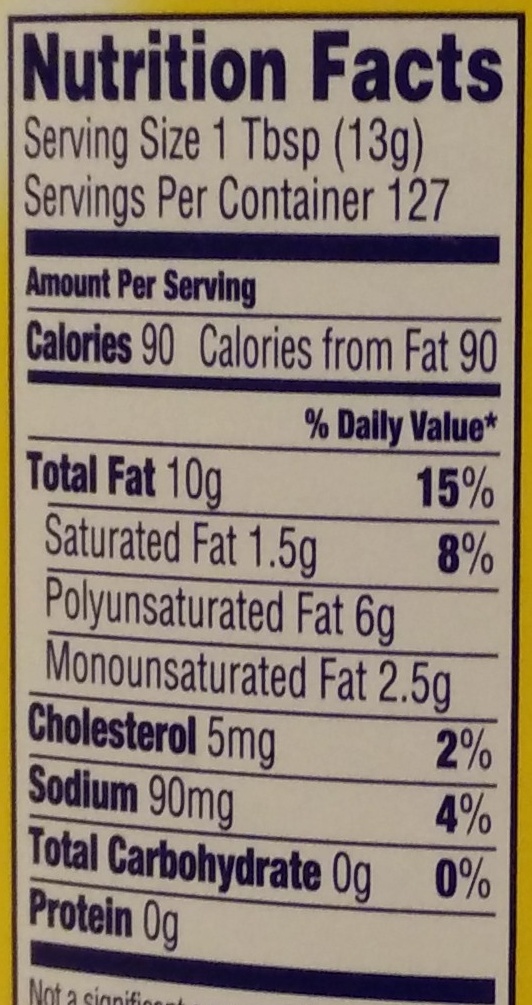 Nutrition Facts
Serving Size 1 Tbsp (13g)
Servings Per Container 127
Amount Per Serving
Calories 90 Calories from Fat 90
% Daily Value*
Total Fat 10g 15%
Saturated Fat 1.5g 8%
Polyunsaturated Fat 6g
Monounsaturated Fat 2.5g
Cholesterol 5mg 2%
Sodium 90mg 4%
Total Carbohydrate 0g 0%
Protein 0g
Not a